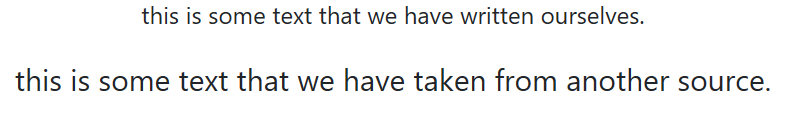 this is some text that we have written ourselves.
this is some text that we have taken from another source.